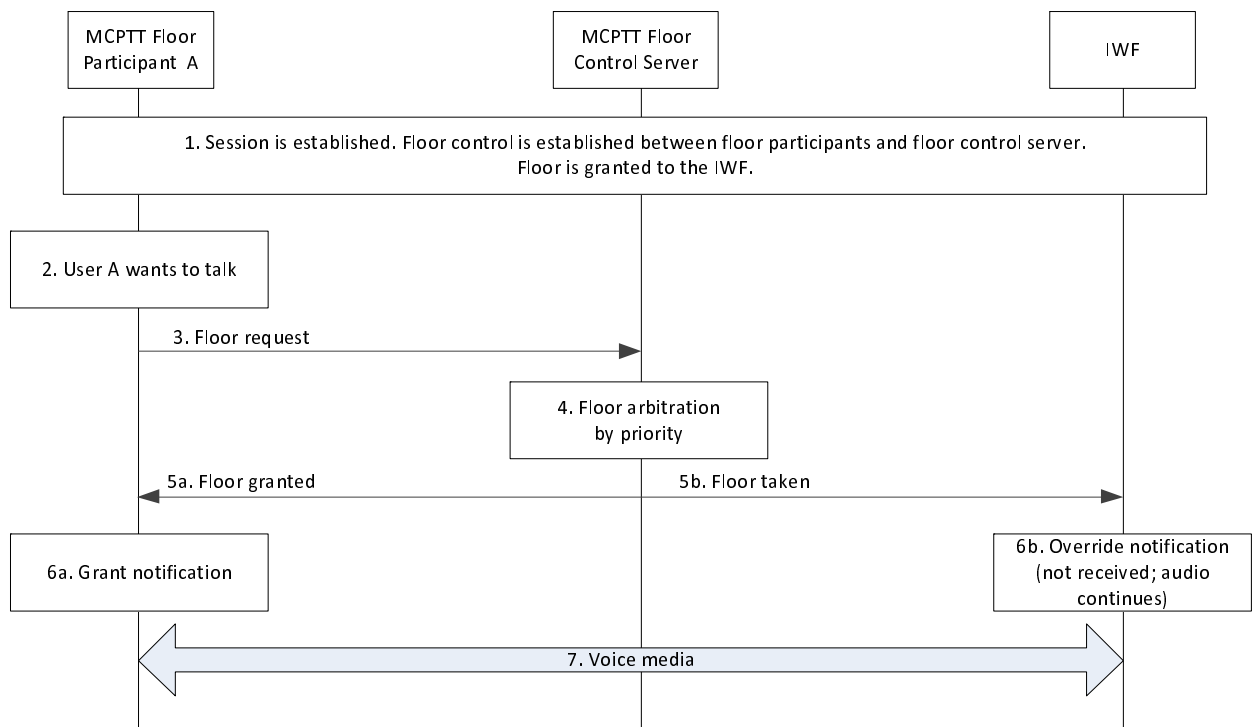 MCPTT Floor
Participant A
MCPTT Floor
Control Server
IWF
1. Session is established. Floor control is established between floor participants and floor control server.
Floor is granted to the IWF.
2. User A wants to talk
3. Floor request
4. Floor arbitration
by priority
5a. Floor granted
5b. Floor taken
6a. Grant notification
6b. Override notification
(not received; audio
continues)
7. Voice media